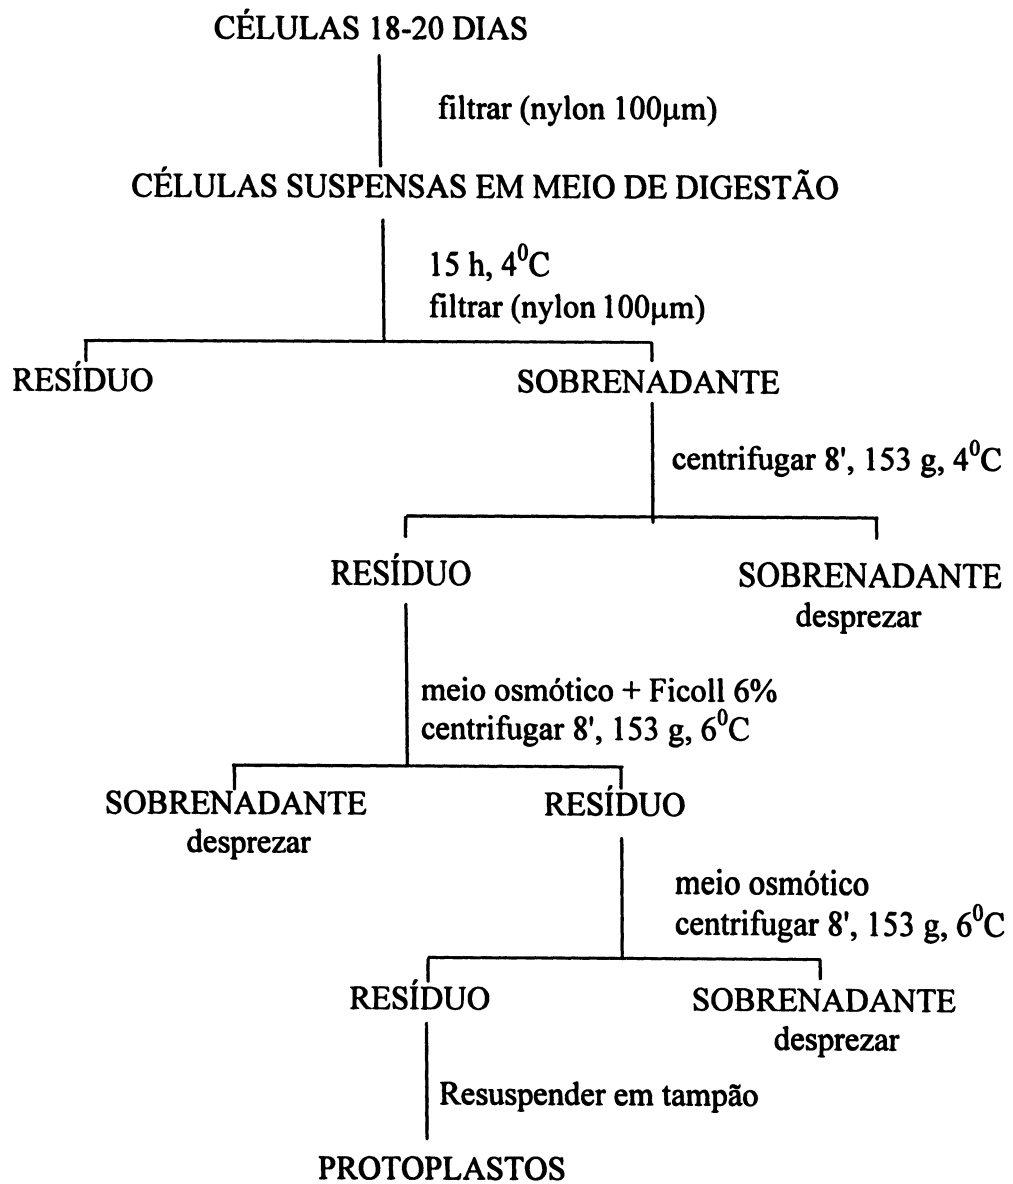 CÉLULAS 18-20 DIAS
filtrar (nylon 100μm)
CÉLULAS SUSPENSAS EM MEIO DE DIGESTÃO
15 h, 4⁰C
filtrar (nylon 100μm)
RESÍDUO
SOBRENADANTE
centrifugar 8', 153 g, 4⁰C
RESÍDUO
SOBRENADANTE
desprezar
meio osmótico + Ficoll 6%
centrifugar 8', 153 g, 6⁰C
SOBRENADANTE
desprezar
RESÍDUO
meio osmótico
centrifugar 8', 153 g, 6⁰C
RESÍDUO
SOBRENADANTE
desprezar
Resuspender em tampão
PROTOPLASTOS